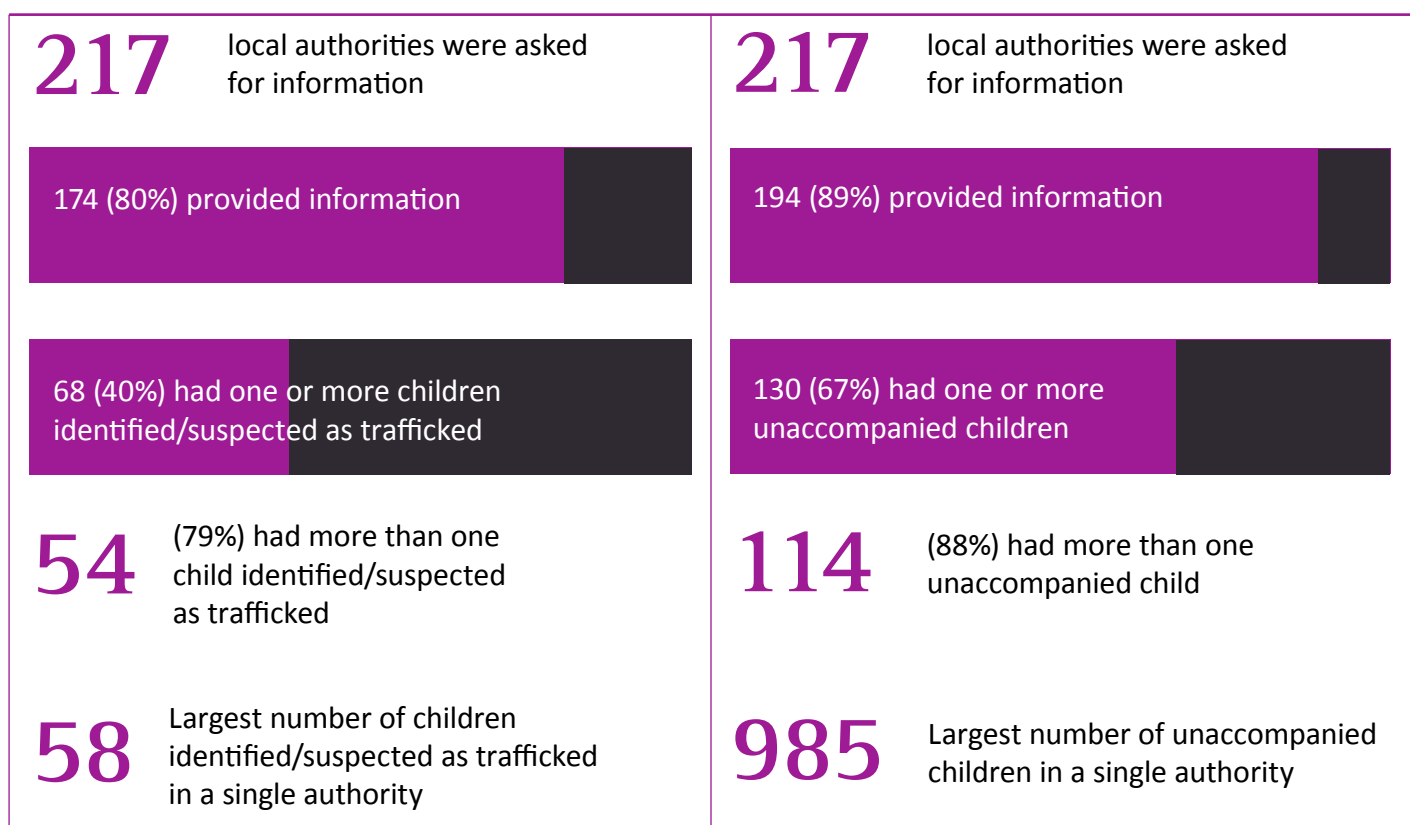 217
local authorities were asked
for information
174 (80%) provided information
68 (40%) had one or more children
identified/suspected as trafficked
54
(79%) had more than one
child identified/suspected
as trafficked
58
Largest number of children
identified/suspected as trafficked
in a single authority
217
local authorities were asked
for information
194 (89%) provided information
130 (67%) had one or more
unaccompanied children
114
(88%) had more than one
unaccompanied child
985
Largest number of unaccompanied
children in a single authority